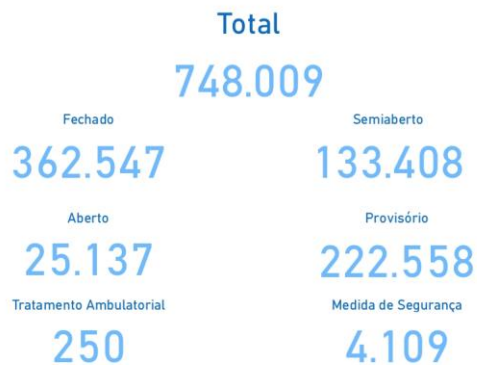 Total
748.009
Fechado
Semiaberto
362.547
133.408
Aberto
Provisório
25.137
222.558
Tratamento Ambulatorial
Medida de Segurança
250
4.109